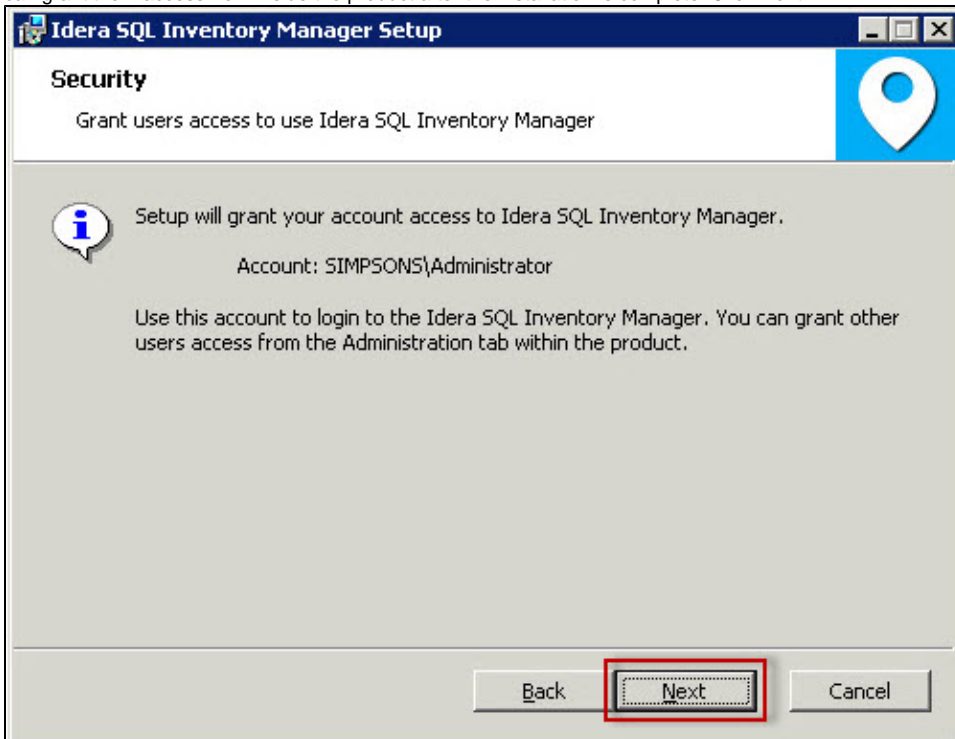 Idera SQL Inventory Manager Setup
Security
Grant users access to use Idera SQL Inventory Manager
Setup will grant your account access to Idera SQL Inventory Manager.
Account: SIMPSONS\Administrator
Use this account to login to the Idera SQL Inventory Manager. You can grant other
users access from the Administration tab within the product.
Back Next Cancel